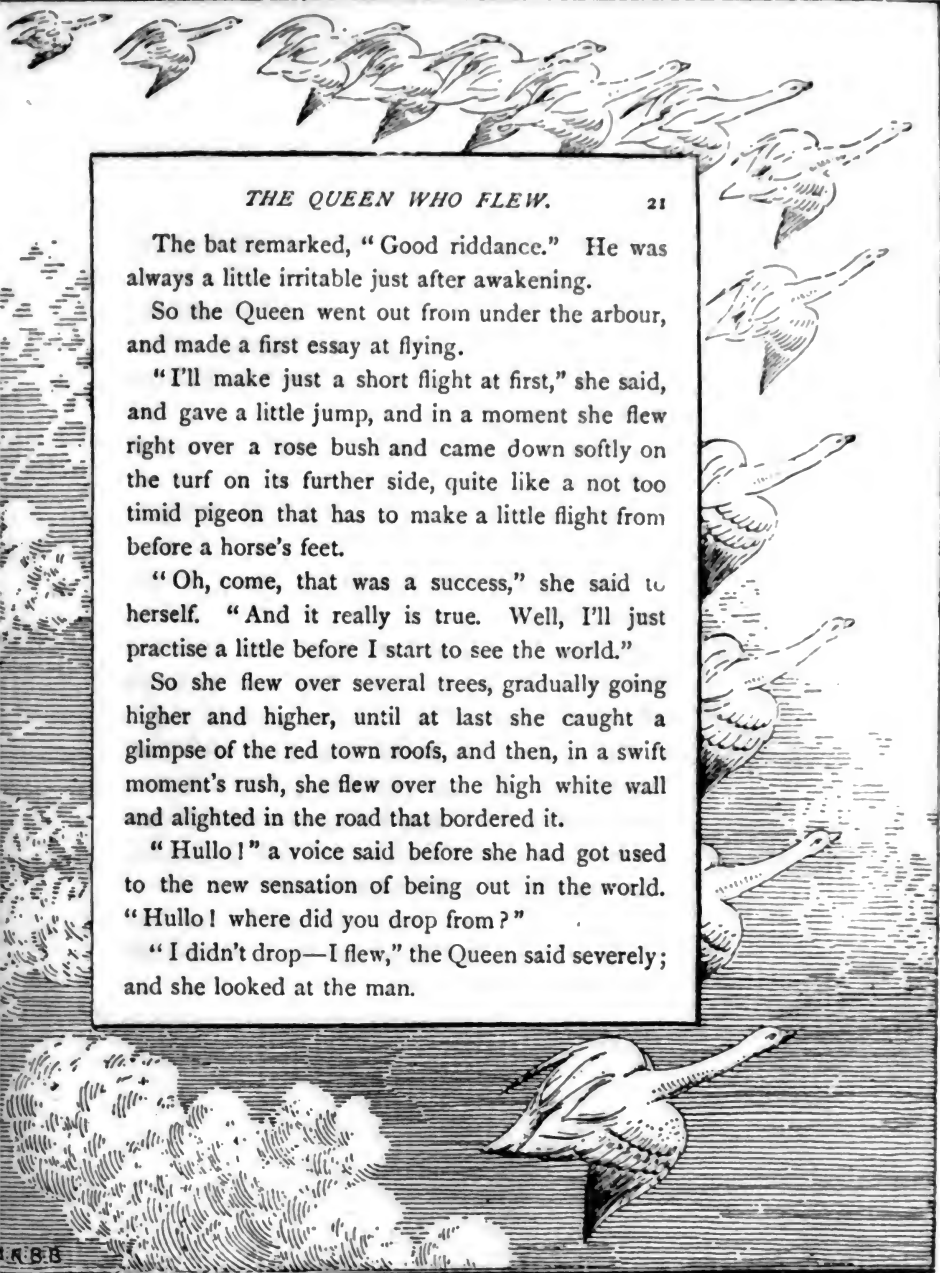 THE QUEEN WHO FLEW. 21
The bat remarked, “Good riddance.” He was
always a little irritable just after awakening.
So the Queen went out from under the arbour,
and made a first essay at flying.
“I'll make just a short flight at first,” she said,
and gave a little jump, and in a moment she flew
right over a rose bush and came down softly on
the turf on its further side, quite like a not too
timid pigeon that has to make a little flight from
before a horse's feet.
“Oh, come, that was a success,” she said to
herself. “And it really is true. Well, I'll just
practise a little before I start to see the world.”
So she flew over several trees, gradually going
higher and higher, until at last she caught a
glimpse of the red town roofs, and then, in a swift
moment's rush, she flew over the high white wall
and alighted in the road that bordered it.
“Hullo!” a voice said before she had got used
to the new sensation of being out in the world.
“Hullo! where did you drop from?”
“I didn't drop—I flew,” the Queen said severely;
and she looked at the man.